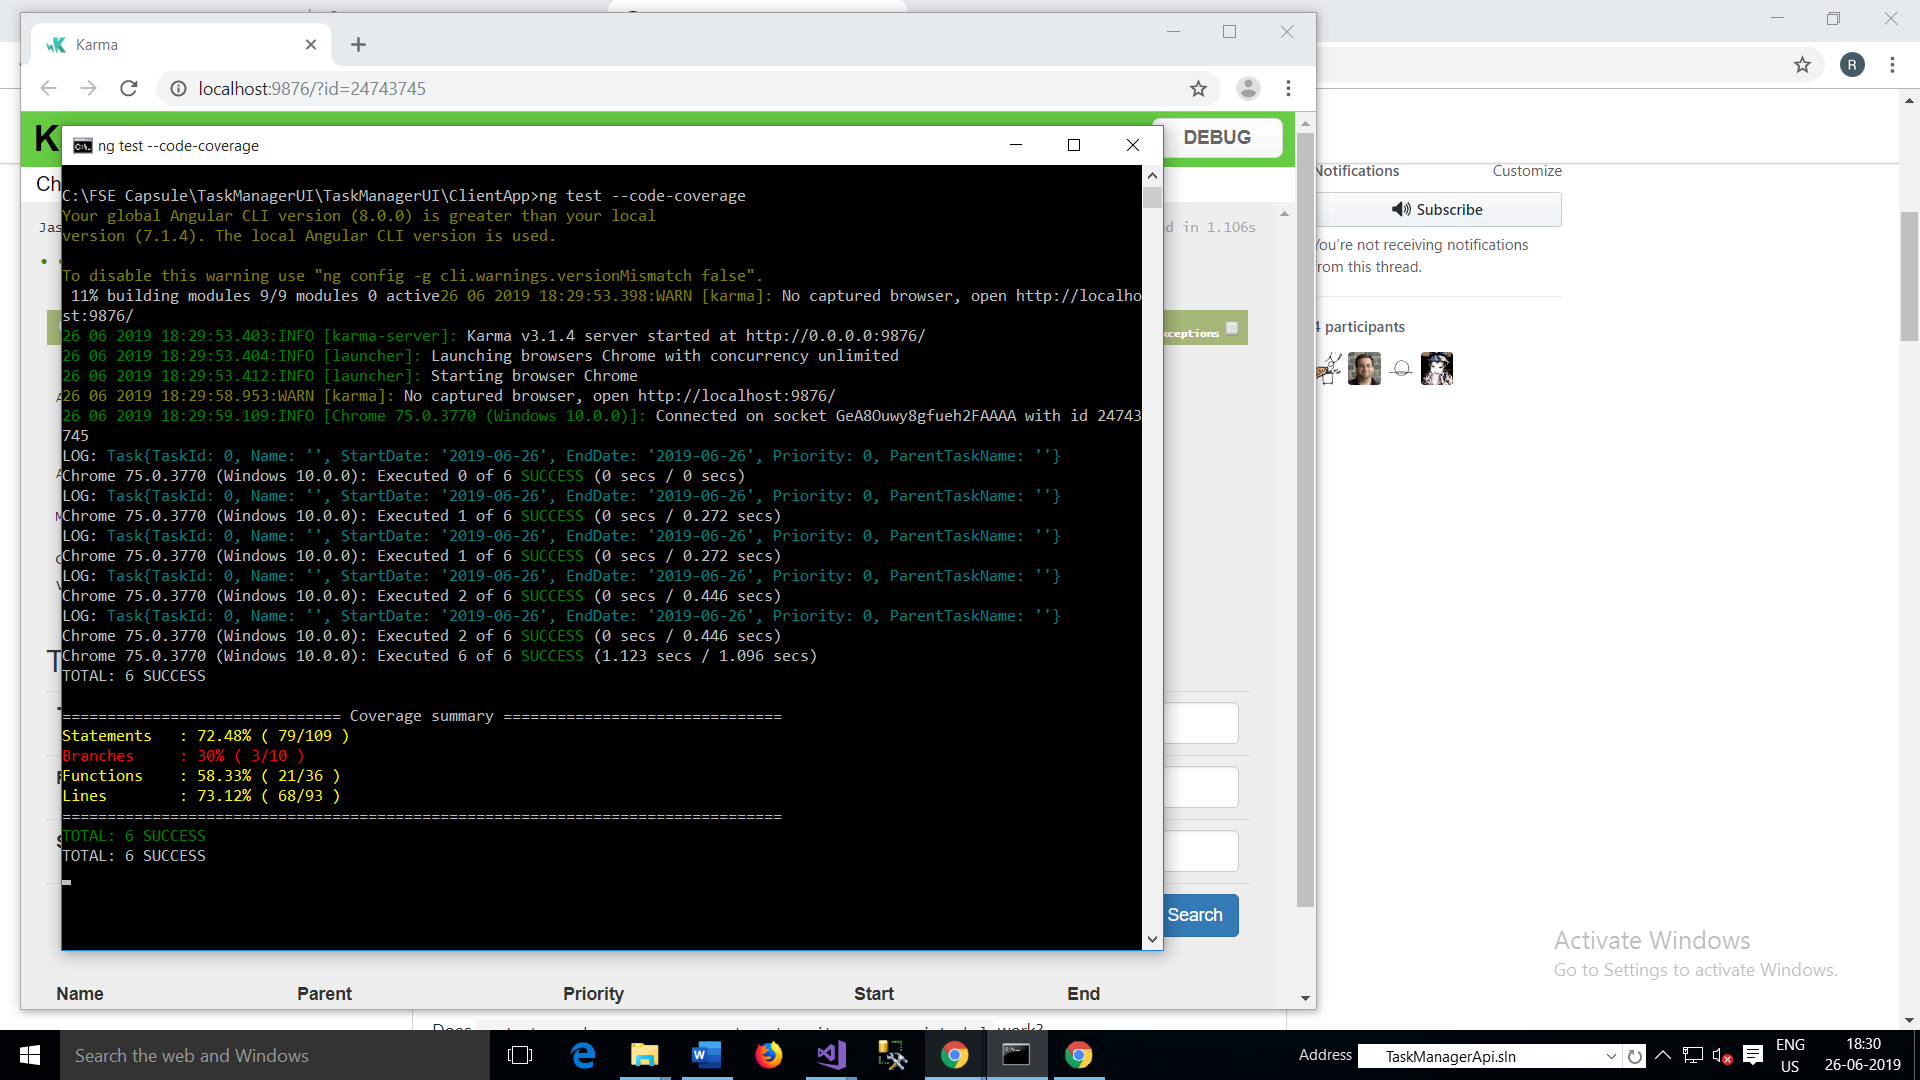 Karma
localhost:9876/?id=24743745
R
K
DEBUG
ng test --code-coverage
Ch
Jas
d in 1.106s
xceptions
C:\FSE Capsule\TaskManagerUI\TaskManagerUI\ClientApp>ng test --code-coverage
Your global Angular CLI version (8.0.0) is greater than your local
version (7.1.4). The local Angular CLI version is used.
To disable this warning use "ng config -g cli.warnings.versionMismatch false".
11% building modules 9/9 modules 0 active26 06 2019 18:29:53.398:WARN [karma]: No captured browser, open http://localho
st:9876/
26 06 2019 18:29:53.403:INFO [karma-server]: Karma v3.1.4 server started at http://0.0.0.0:9876/
26 06 2019 18:29:53.404:INFO [launcher]: Launching browsers Chrome with concurrency unlimited
26 06 2019 18:29:53.412:INFO [launcher]: Starting browser Chrome
26 06 2019 18:29:58.953:WARN [karma]: No captured browser, open http://localhost:9876/
26 06 2019 18:29:59.109:INFO [Chrome 75.0.3770 (Windows 10.0.0)]: Connected on socket GeA8Ouwy8gfueh2FAAAA with id 24743
745
LOG: Task{TaskId: 0, Name: '', StartDate: '2019-06-26', EndDate: '2019-06-26', Priority: 0, ParentTaskName: ''}
Chrome 75.0.3770 (Windows 10.0.0): Executed 0 of 6 SUCCESS (0 secs / 0 secs)
LOG: Task{TaskId: 0, Name: '', StartDate: '2019-06-26', EndDate: '2019-06-26', Priority: 0, ParentTaskName: ''}
Chrome 75.0.3770 (Windows 10.0.0): Executed 1 of 6 SUCCESS (0 secs / 0.272 secs)
LOG: Task{TaskId: 0, Name: '', StartDate: '2019-06-26', EndDate: '2019-06-26', Priority: 0, ParentTaskName: ''}
Chrome 75.0.3770 (Windows 10.0.0): Executed 1 of 6 SUCCESS (0 secs / 0.272 secs)
LOG: Task{TaskId: 0, Name: '', StartDate: '2019-06-26', EndDate: '2019-06-26', Priority: 0, ParentTaskName: ''}
Chrome 75.0.3770 (Windows 10.0.0): Executed 2 of 6 SUCCESS (0 secs / 0.446 secs)
LOG: Task{TaskId: 0, Name: '', StartDate: '2019-06-26', EndDate: '2019-06-26', Priority: 0, ParentTaskName: ''}
Chrome 75.0.3770 (Windows 10.0.0): Executed 2 of 6 SUCCESS (0 secs / 0.446 secs)
Chrome 75.0.3770 (Windows 10.0.0): Executed 6 of 6 SUCCESS (1.123 secs / 1.096 secs)
TOTAL: 6 SUCCESS
=============================== Coverage summary ===============================
Statements   : 72.48% ( 79/109 )
Branches     : 30% ( 3/10 )
Functions    : 58.33% ( 21/36 )
Lines        : 73.12% ( 68/93 )
================================================================================
TOTAL: 6 SUCCESS
TOTAL: 6 SUCCESS
Search
Name Parent Priority Start End
Notifications Customize
Subscribe
You're not receiving notifications
from this thread.
4 participants
Activate Windows
Go to Settings to activate Windows.
Search the web and Windows
Address TaskManagerApi.sln
ENG
US
18:30
26-06-2019